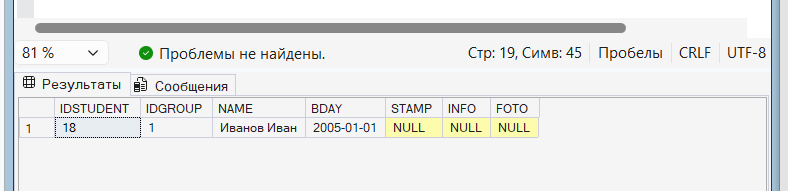 81 % Проблемы не найдены. Стр: 19, Симв: 45 Пробелы CRLF UTF-8
Результаты Сообщения
IDSTUDENT IDGROUP NAME BDAY STAMP INFO FOTO
1 18 1 Иванов Иван 2005-01-01 NULL NULL NULL